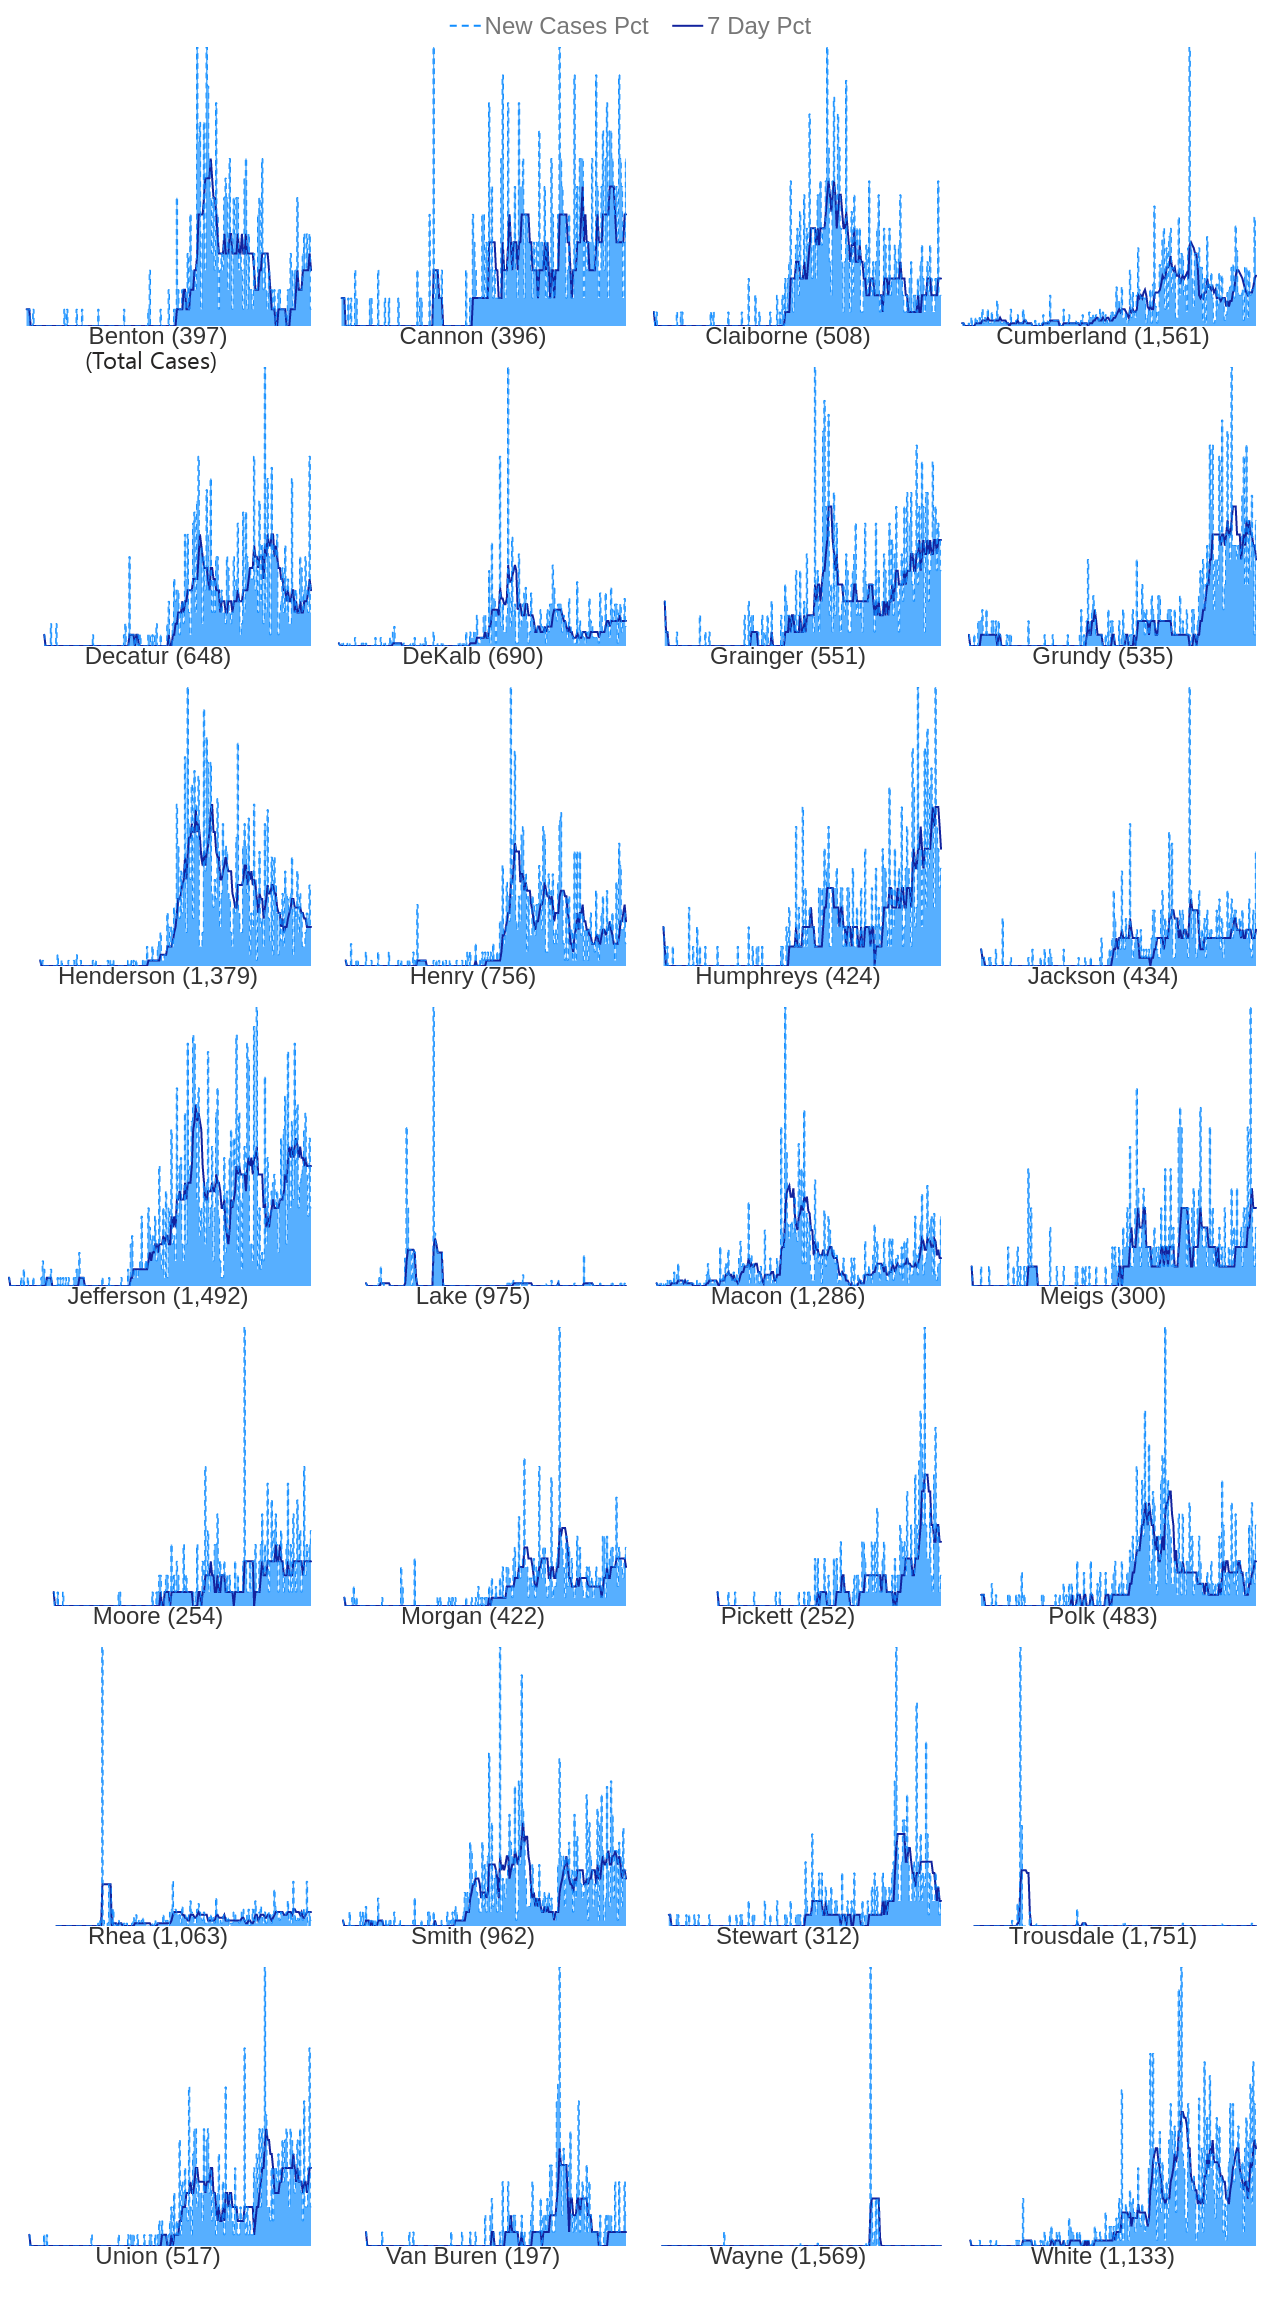 New Cases Pct 7 Day Pct
Benton (397) Cannon (396) Claiborne (508) Cumberland (1,561)
(Total Cases)
Decatur (648) DeKalb (690) Grainger (551) Grundy (535)
Henderson (1,379) Henry (756) Humphreys (424) Jackson (434)
Jefferson (1,492) Lake (975) Macon (1,286) Meigs (300)
Moore (254) Morgan (422) Pickett (252) Polk (483)
Rhea (1,063) Smith (962) Stewart (312) Trousdale (1,751)
Union (517) Van Buren (197) Wayne (1,569) White (1,133)